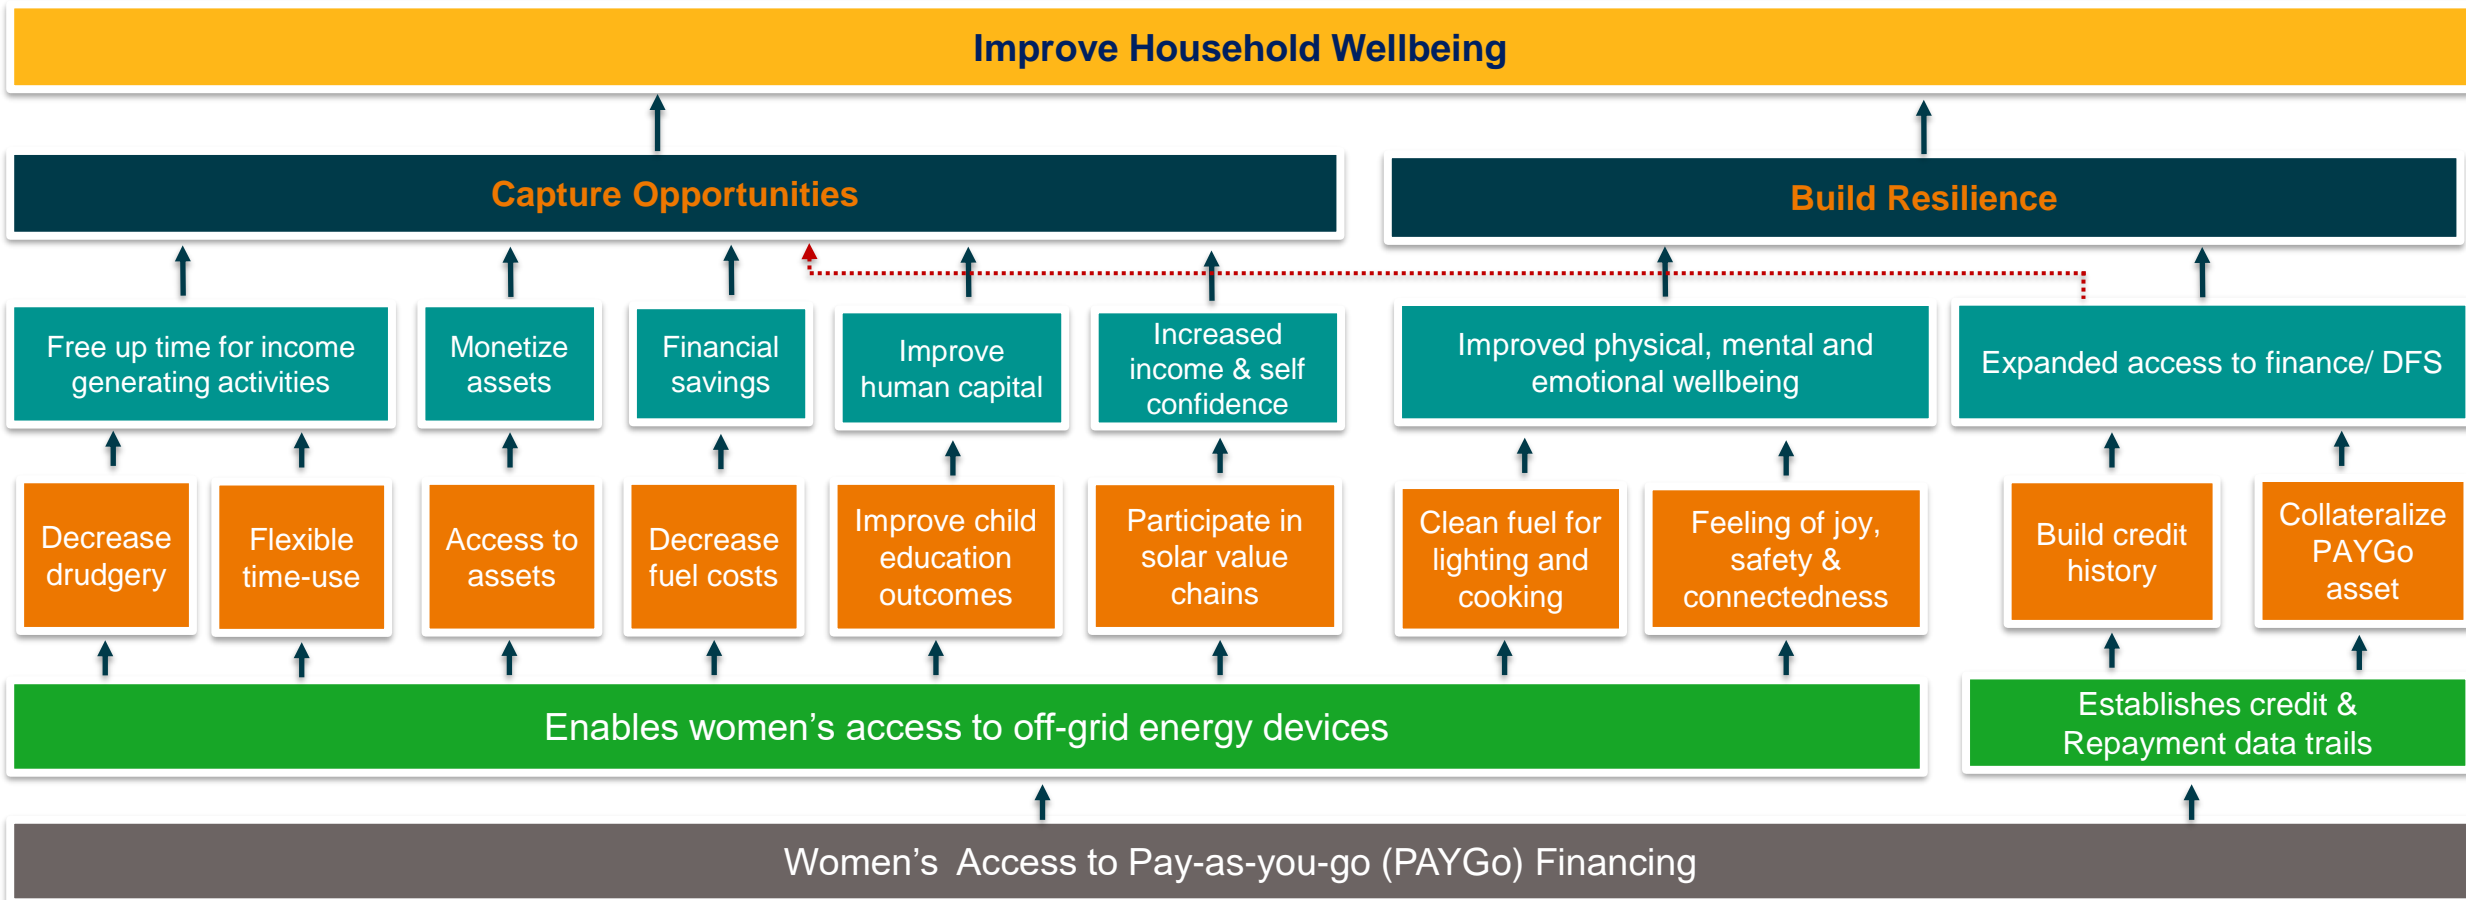 Improve Household Wellbeing
Capture Opportunities
Build Resilience
Free up time for income
generating activities
Monetize
assets
Financial
savings
Improve
human capital
Increased
income & self
confidence
Improved physical, mental and
emotional wellbeing
Expanded access to finance/ DFS
Decrease
drudgery
Flexible
time-use
Access to
assets
Decrease
fuel costs
Improve child
education
outcomes
Participate in
solar value
chains
Clean fuel for
lighting and
cooking
Feeling of joy,
safety &
connectedness
Build credit
history
Collateralize
PAYGo
asset
Enables women’s access to off-grid energy devices
Establishes credit &
Repayment data trails
Women’s Access to Pay-as-you-go (PAYGo) Financing